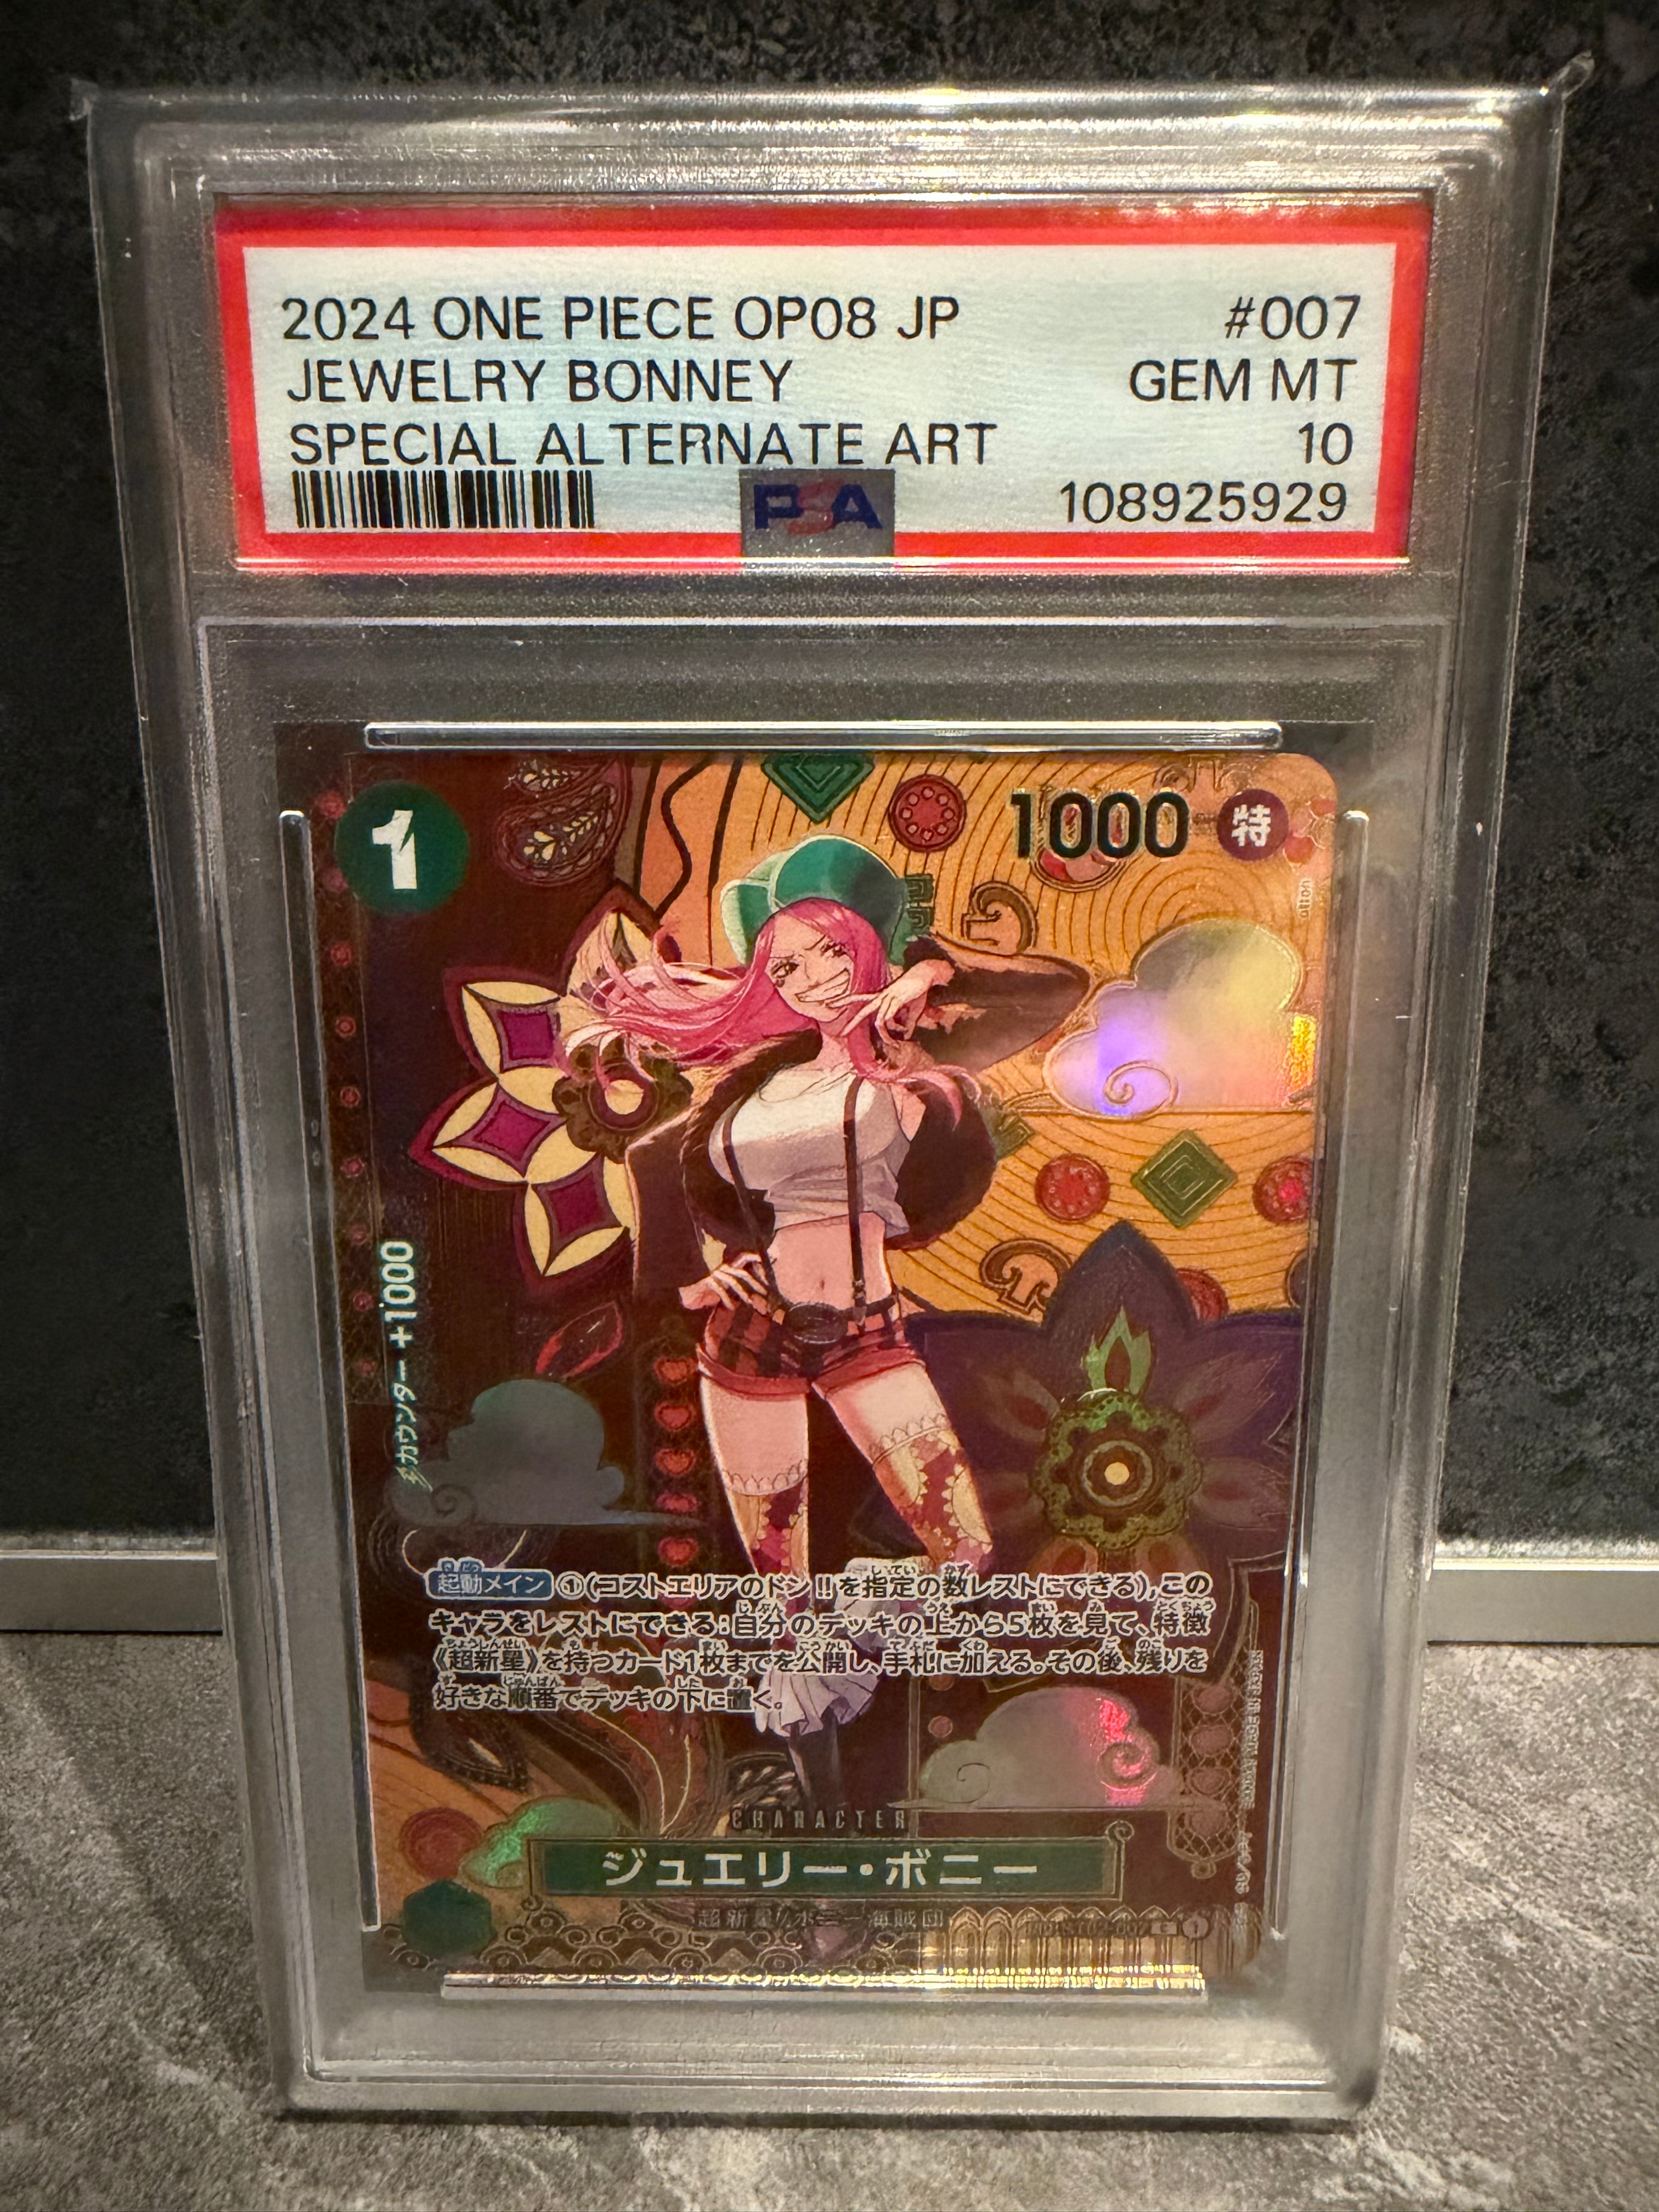 2024 ONE PIECE OP08 JP #007
JEWELRY BONNEY GEM MT
SPECIAL ALTERNATE ART 10
PSA 108925929
1
1000 特
カウンター +1000
起動メイン ①(コストエリアのドン!!を指定の数レストにできる),この
キャラをレストにできる:自分のデッキの上から5枚を見て、特徴
《超新星》を持つカード1枚までを公開し、手札に加える。その後、残りを
好きな順番でデッキの下に置く。
CHARACTER
ジュエリー・ボニー
超新星/ボニー海賊団